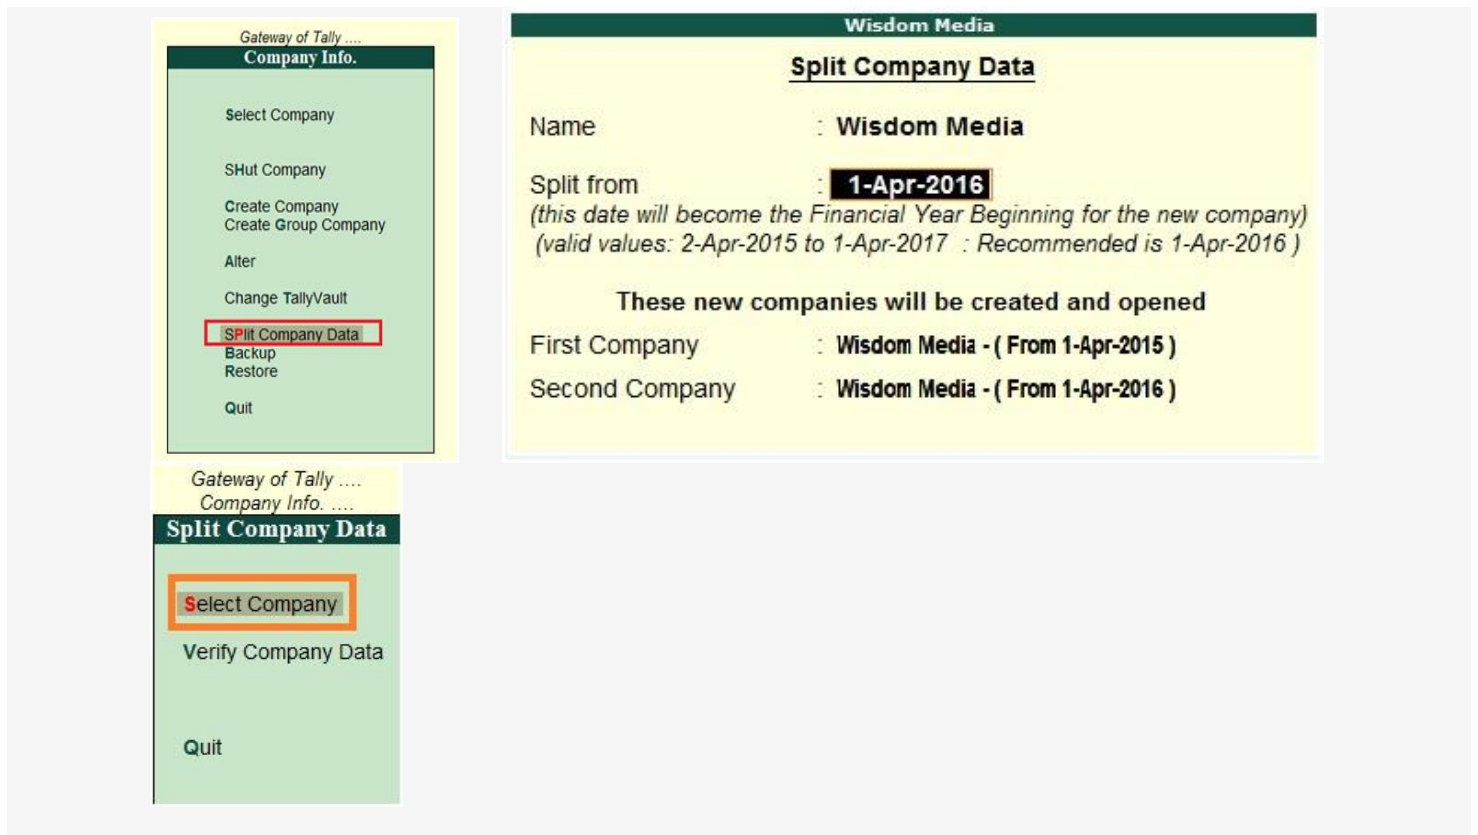 Gateway of Tally ....
Company Info.
Select Company
SHut Company
Create Company
Create Group Company
Alter
Change TallyVault
SPlit Company Data
Backup
Restore
Quit
Wisdom Media
Split Company Data
Name : Wisdom Media
Split from : 1-Apr-2016
(this date will become the Financial Year Beginning for the new company)
(valid values: 2-Apr-2015 to 1-Apr-2017 : Recommended is 1-Apr-2016 )
These new companies will be created and opened
First Company : Wisdom Media - ( From 1-Apr-2015 )
Second Company : Wisdom Media - ( From 1-Apr-2016 )
Gateway of Tally ....
Company Info. ....
Split Company Data
Select Company
Verify Company Data
Quit